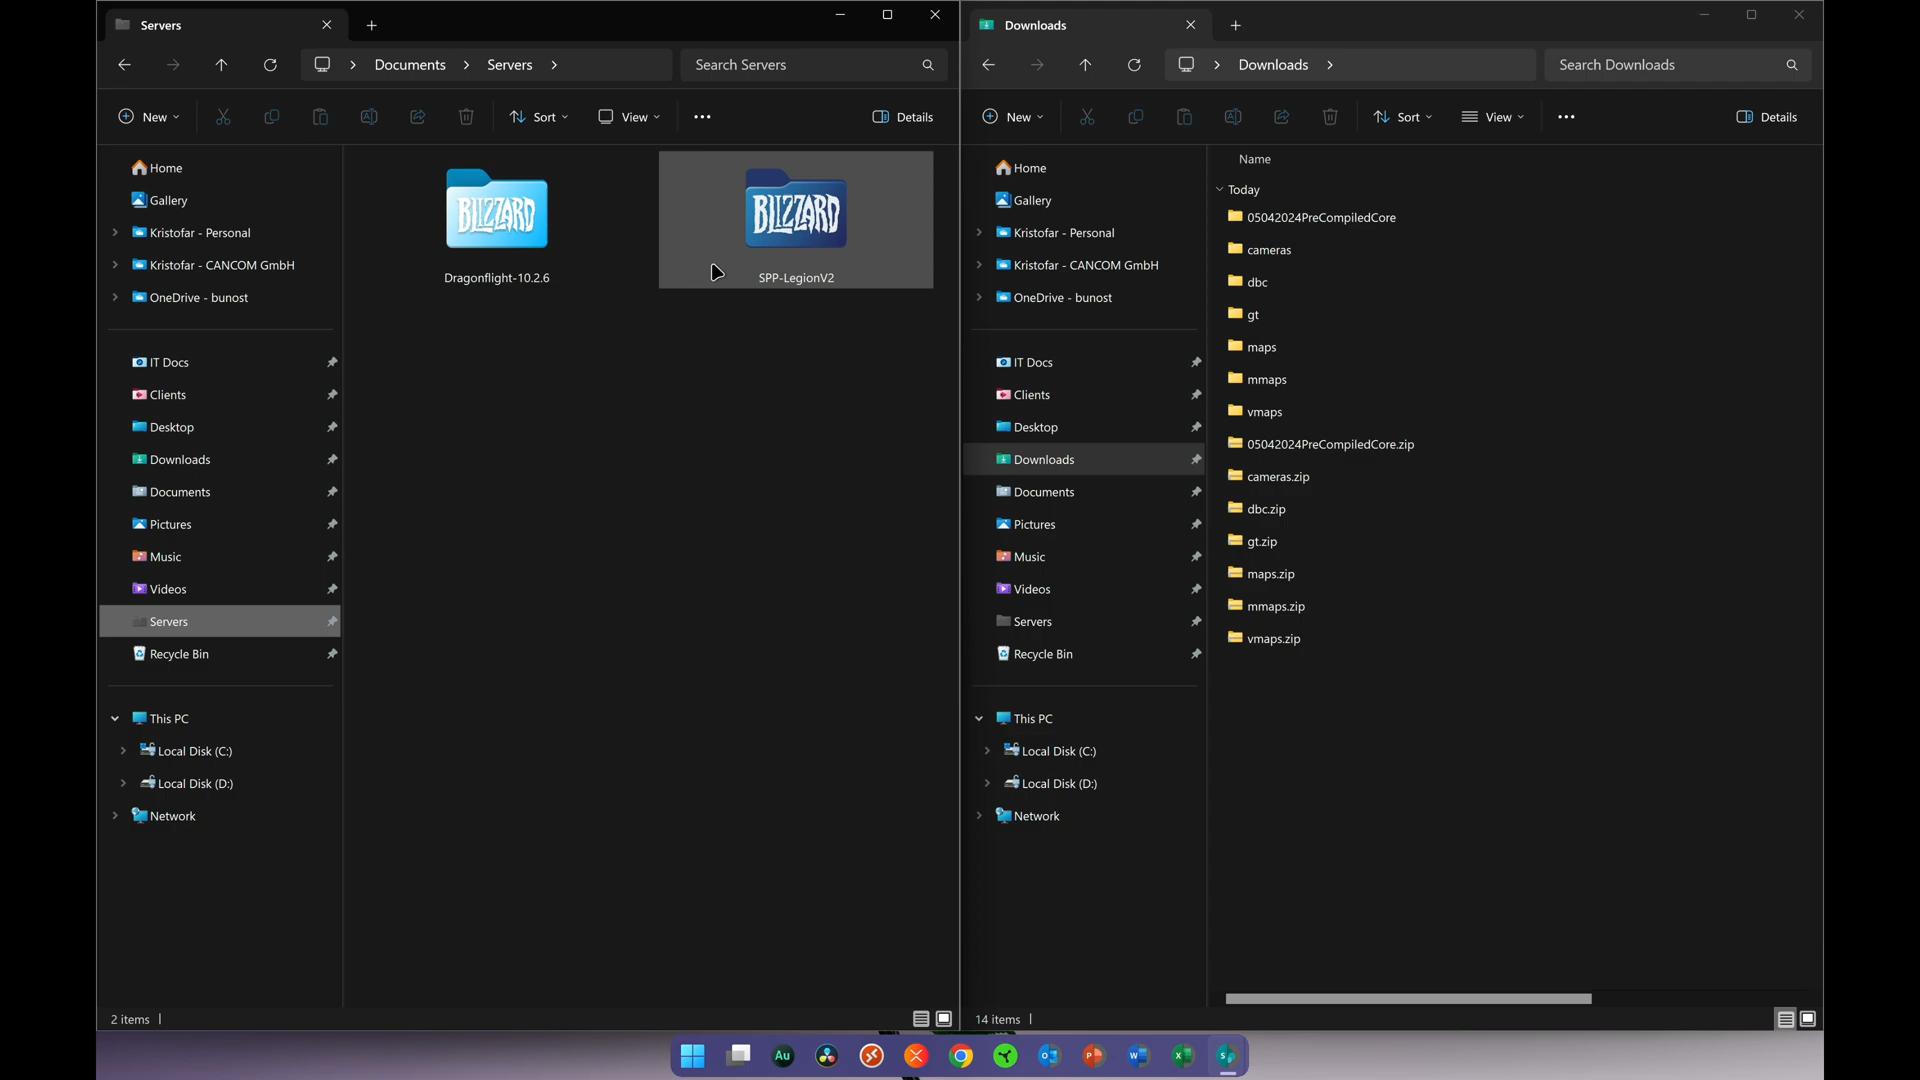 Servers
Documents
Servers
Search Servers
New
Sort
View
Details
Home
Gallery
Kristofar - Personal
Kristofar - CANCOM GmbH
OneDrive - bunost
IT Docs
Clients
Desktop
Downloads
Documents
Pictures
Music
Videos
Servers
Recycle Bin
This PC
Local Disk (C:)
Local Disk (D:)
Network
BLIZZARD
Dragonflight-10.2.6
BLIZZARD
SPP-LegionV2
2 items
Downloads
Downloads
Search Downloads
New
Sort
View
Details
Home
Gallery
Kristofar - Personal
Kristofar - CANCOM GmbH
OneDrive - bunost
IT Docs
Clients
Desktop
Downloads
Documents
Pictures
Music
Videos
Servers
Recycle Bin
This PC
Local Disk (C:)
Local Disk (D:)
Network
Name
Today
05042024PreCompiledCore
cameras
dbc
gt
maps
mmaps
vmaps
05042024PreCompiledCore.zip
cameras.zip
dbc.zip
gt.zip
maps.zip
mmaps.zip
vmaps.zip
14 items
Au